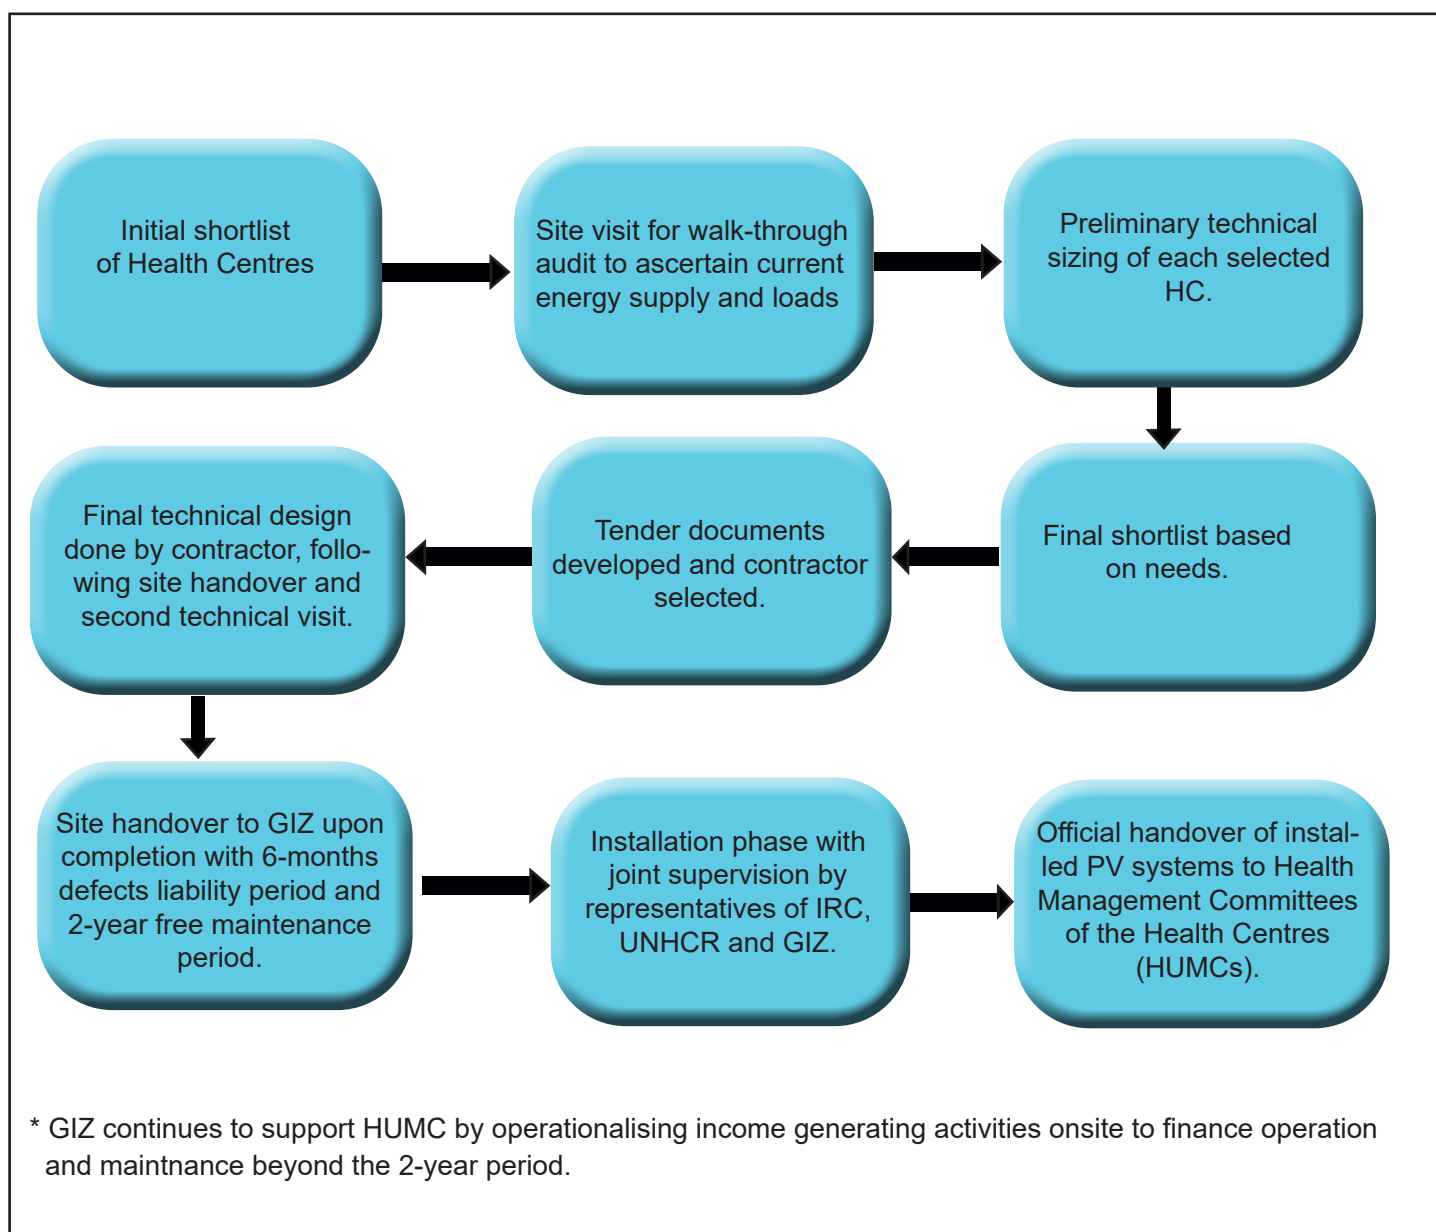 Initial shortlist
of Health Centres
Site visit for walk-through
audit to ascertain current
energy supply and loads
Preliminary technical
sizing of each selected
HC.
Final shortlist based
on needs.
Tender documents
developed and contractor
selected.
Final technical design
done by contractor, follo-
wing site handover and
second technical visit.
Site handover to GIZ upon
completion with 6-months
defects liability period and
2-year free maintenance
period.
Installation phase with
joint supervision by
representatives of IRC,
UNHCR and GIZ.
Official handover of instal-
led PV systems to Health
Management Committees
of the Health Centres
(HUMCs).
* GIZ continues to support HUMC by operationalising income generating activities onsite to finance operation
and maintnance beyond the 2-year period.